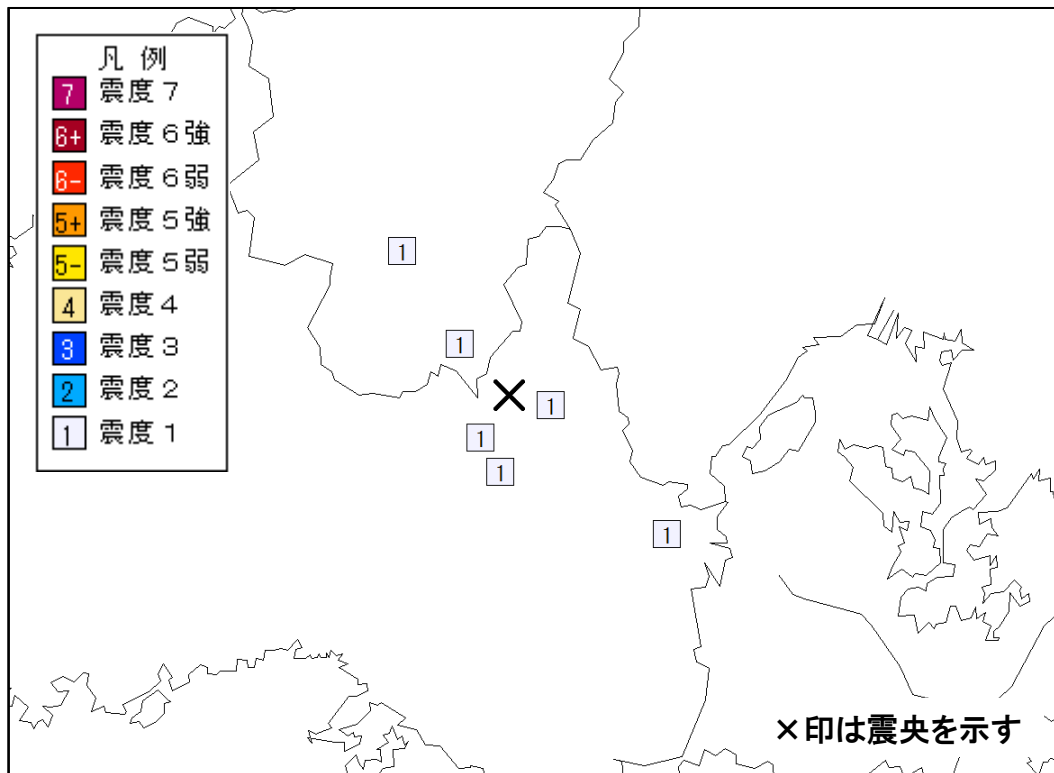 凡 例
7 震度７
6+ 震度６強
6- 震度６弱
5+ 震度５強
5- 震度５弱
4 震度４
3 震度３
2 震度２
1 震度１
1
1
1
1
1
1
×印は震央を示す